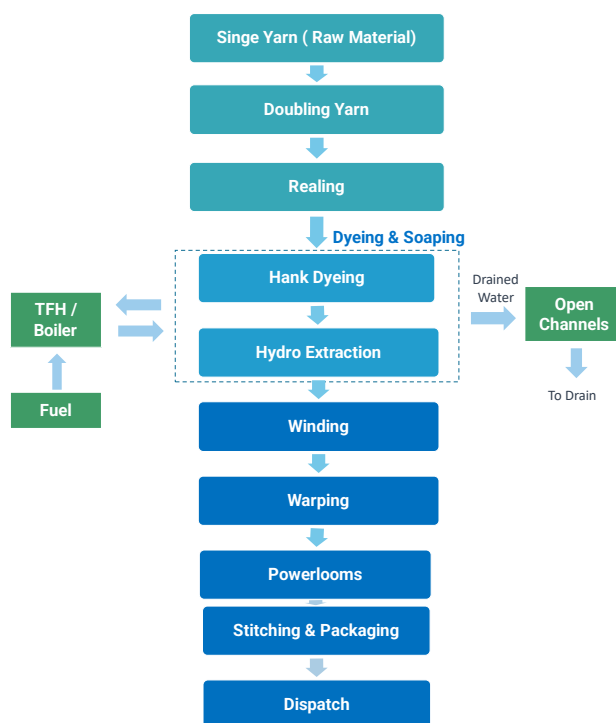 Singe Yarn ( Raw Material)
Doubling Yarn
Realing
Dyeing & Soaping
Hank Dyeing
Hydro Extraction
TFH /
Boiler
Fuel
Drained
Water
Open
Channels
To Drain
Winding
Warping
Powerlooms
Stitching & Packaging
Dispatch